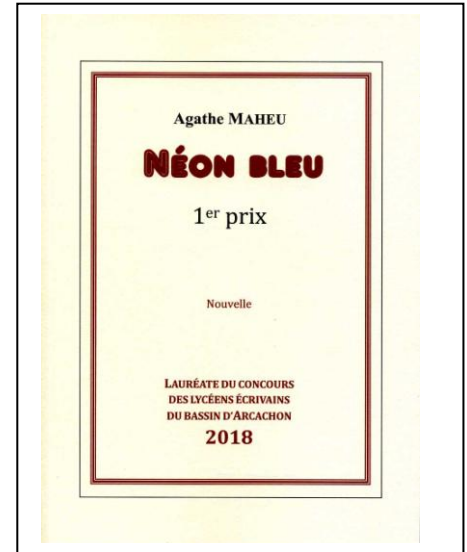 Agathe MAHEU
NÉON BLEU
1er prix
Nouvelle
LAURÉATE DU CONCOURS
DES LYCÉENS ÉCRIVAINS
DU BASSIN D'ARCACHON
2018